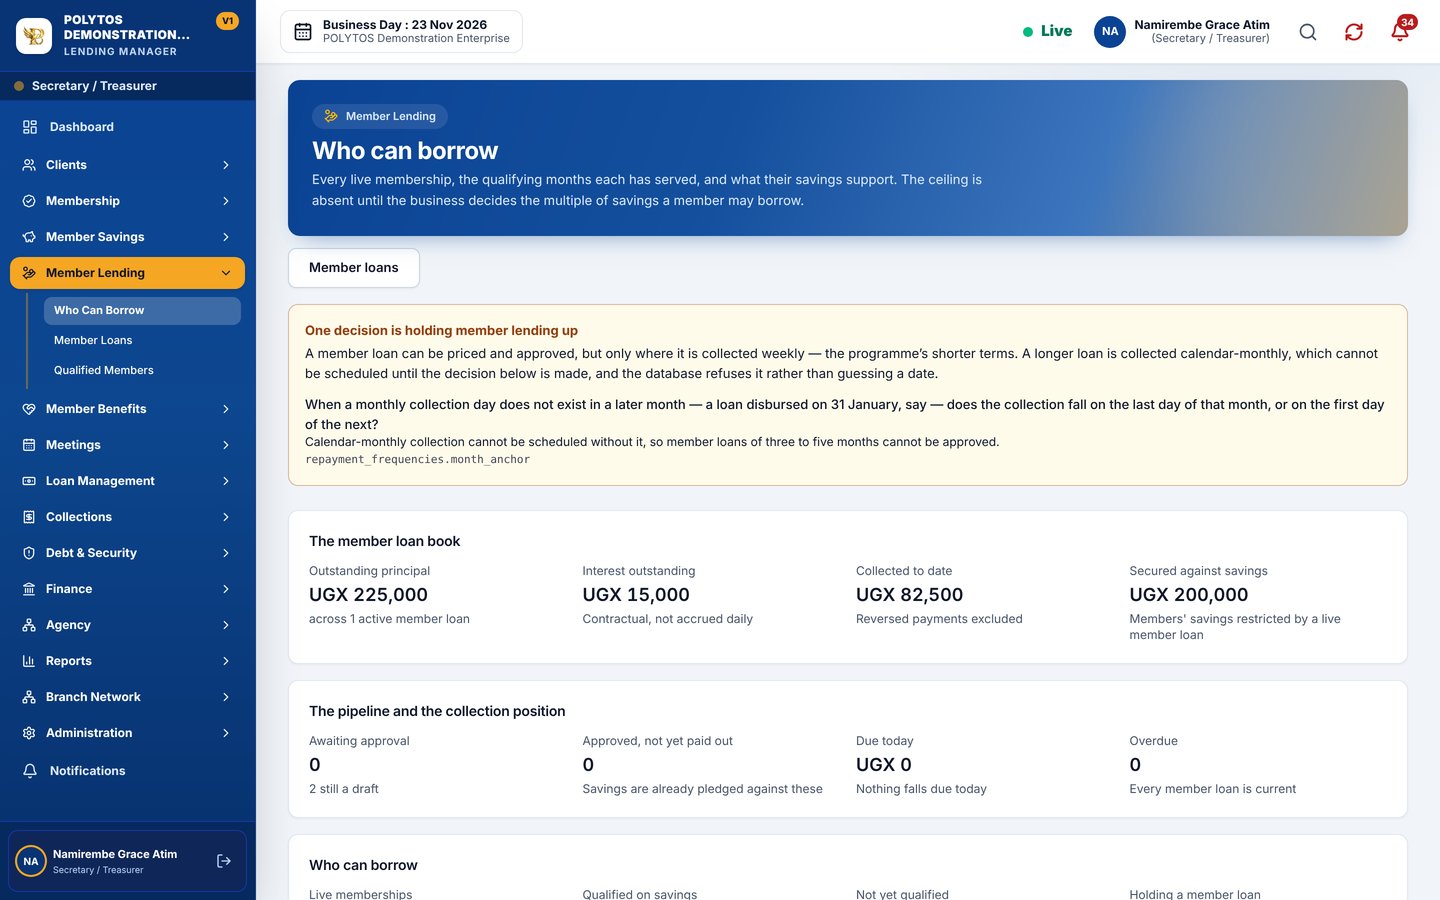 POLYTOS
DEMONSTRATION...
V1
LENDING MANAGER
Secretary / Treasurer
Dashboard
Clients
Membership
Member Savings
Member Lending
Who Can Borrow
Member Loans
Qualified Members
Member Benefits
Meetings
Loan Management
Collections
Debt & Security
Finance
Agency
Reports
Branch Network
Administration
Notifications
NA
Namirembe Grace Atim
Secretary / Treasurer
Business Day : 23 Nov 2026
POLYTOS Demonstration Enterprise
Live
NA
Namirembe Grace Atim
(Secretary / Treasurer)
34
Member Lending
Who can borrow
Every live membership, the qualifying months each has served, and what their savings support. The ceiling is
absent until the business decides the multiple of savings a member may borrow.
Member loans
One decision is holding member lending up
A member loan can be priced and approved, but only where it is collected weekly — the programme's shorter terms. A longer loan is collected calendar-monthly, which cannot
be scheduled until the decision below is made, and the database refuses it rather than guessing a date.
When a monthly collection day does not exist in a later month — a loan disbursed on 31 January, say — does the collection fall on the last day of that month, or on the first day
of the next?
Calendar-monthly collection cannot be scheduled without it, so member loans of three to five months cannot be approved.
repayment_frequencies.month_anchor
The member loan book
Outstanding principal
UGX 225,000
across 1 active member loan
Interest outstanding
UGX 15,000
Contractual, not accrued daily
Collected to date
UGX 82,500
Reversed payments excluded
Secured against savings
UGX 200,000
Members' savings restricted by a live
member loan
The pipeline and the collection position
Awaiting approval
0
2 still a draft
Approved, not yet paid out
0
Savings are already pledged against these
Due today
UGX 0
Nothing falls due today
Overdue
0
Every member loan is current
Who can borrow
Live memberships
Qualified on savings
Not yet qualified
Holding a member loan